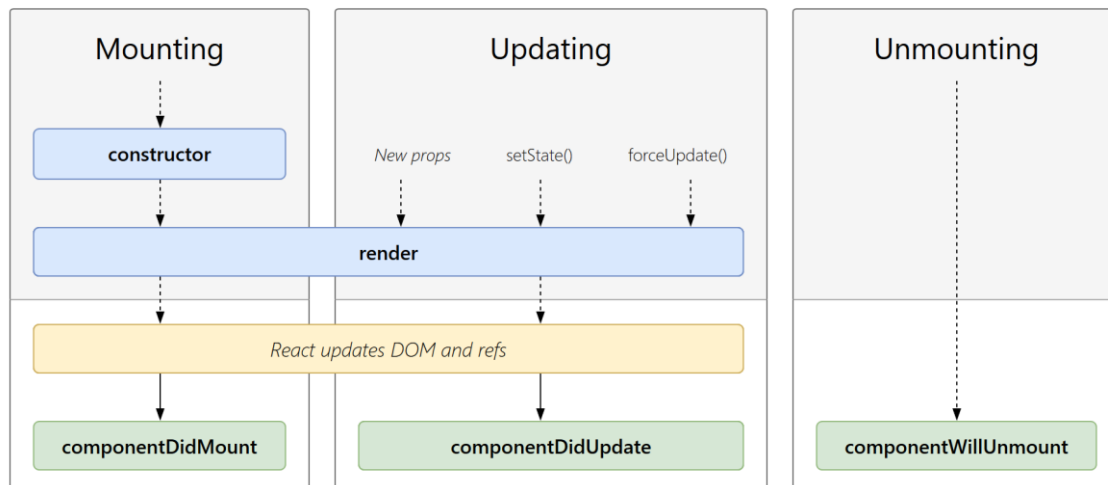 Mounting
Updating
Unmounting
constructor
New props
setState()
forceUpdate()
render
React updates DOM and refs
componentDidMount
componentDidUpdate
componentWillUnmount